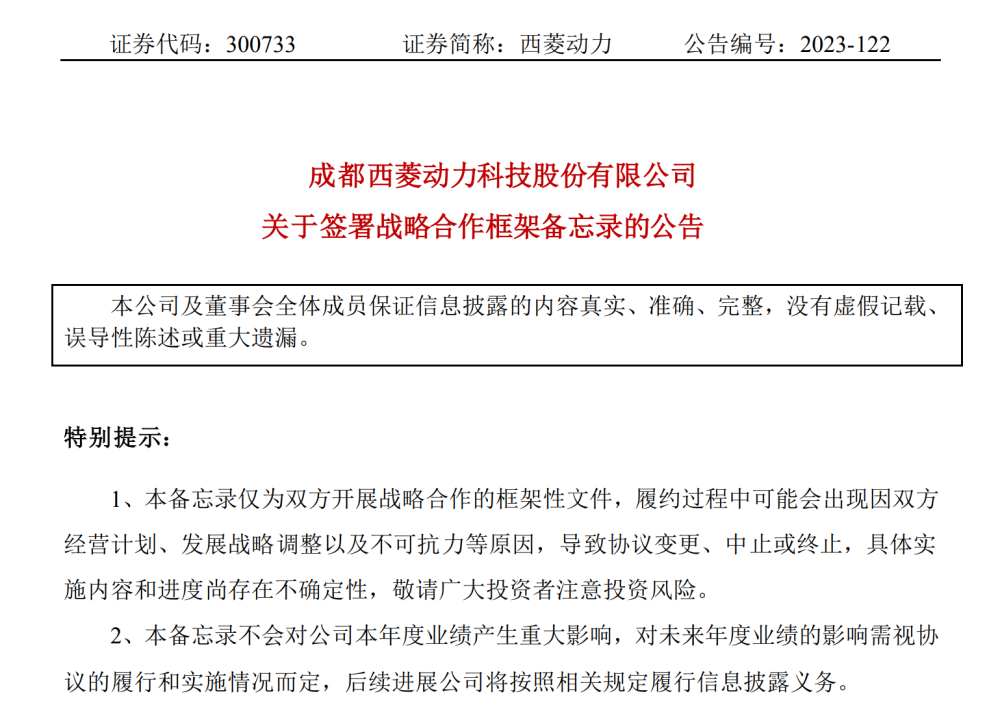 证券代码：300733 证券简称：西菱动力 公告编号：2023-122
成都西菱动力科技股份有限公司
关于签署战略合作框架备忘录的公告
本公司及董事会全体成员保证信息披露的内容真实、准确、完整，没有虚假记载、
误导性陈述或重大遗漏。
特别提示：
1、本备忘录仅为双方开展战略合作的框架性文件，履约过程中可能会出现因双方
经营计划、发展战略调整以及不可抗力等原因，导致协议变更、中止或终止，具体实
施内容和进度尚存在不确定性，敬请广大投资者注意投资风险。
2、本备忘录不会对公司本年度业绩产生重大影响，对未来年度业绩的影响需视协
议的履行和实施情况而定，后续进展公司将按照相关规定履行信息披露义务。